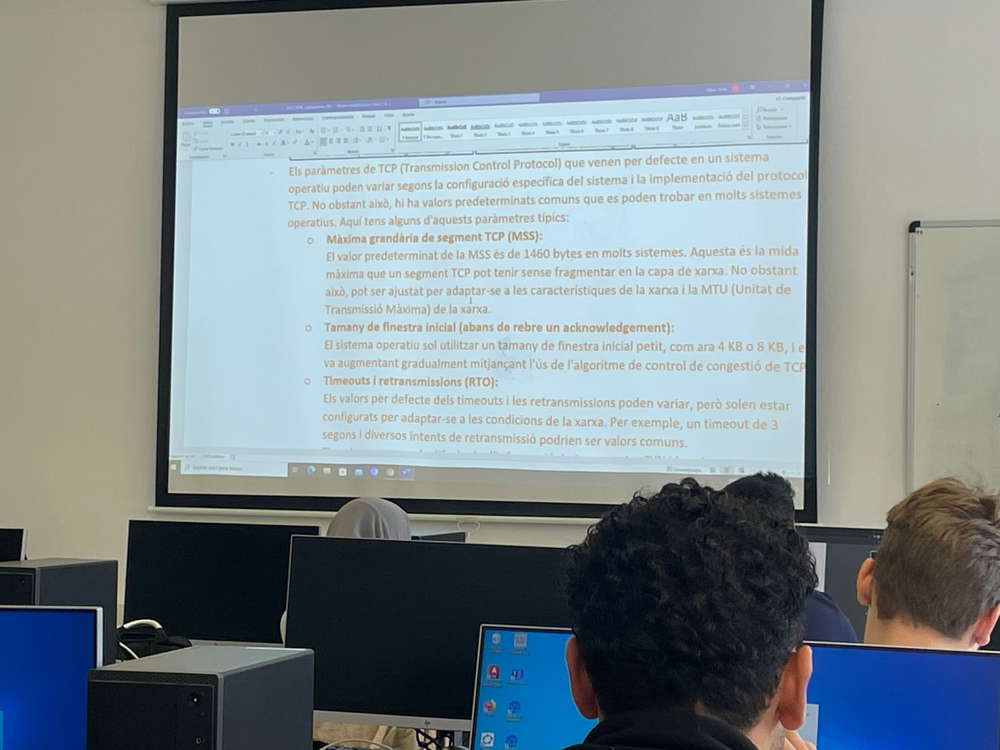 Els paràmetres de TCP (Transmission Control Protocol) que venen per defecte en un sistema
operatiu poden variar segons la configuració específica del sistema i la implementació del protocol
TCP. No obstant això, hi ha valors predeterminats comuns que es poden trobar en molts sistemes
operatius. Aquí tens alguns d'aquests paràmetres típics:
Màxima grandària de segment TCP (MSS):
El valor predeterminat de la MSS és de 1460 bytes en molts sistemes. Aquesta és la mida
màxima que un segment TCP pot tenir sense fragmentar en la capa de xarxa. No obstant
això, pot ser ajustat per adaptar-se a les característiques de la xarxa i la MTU (Unitat de
Transmissió Màxima) de la xarxa.
Tamany de finestra inicial (abans de rebre un acknowledgement):
El sistema operatiu sol utilitzar un tamany de finestra inicial petit, com ara 4 KB o 8 KB, i e
va augmentant gradualment mitjançant l'ús de l'algoritme de control de congestió de TCP
Timeouts i retransmissions (RTO):
Els valors per defecte dels timeouts i les retransmissions poden variar, però solen estar
configurats per adaptar-se a les condicions de la xarxa. Per exemple, un timeout de 3
segons i diversos intents de retransmissió podrien ser valors comuns.
Escribe aquí para buscar.
hp